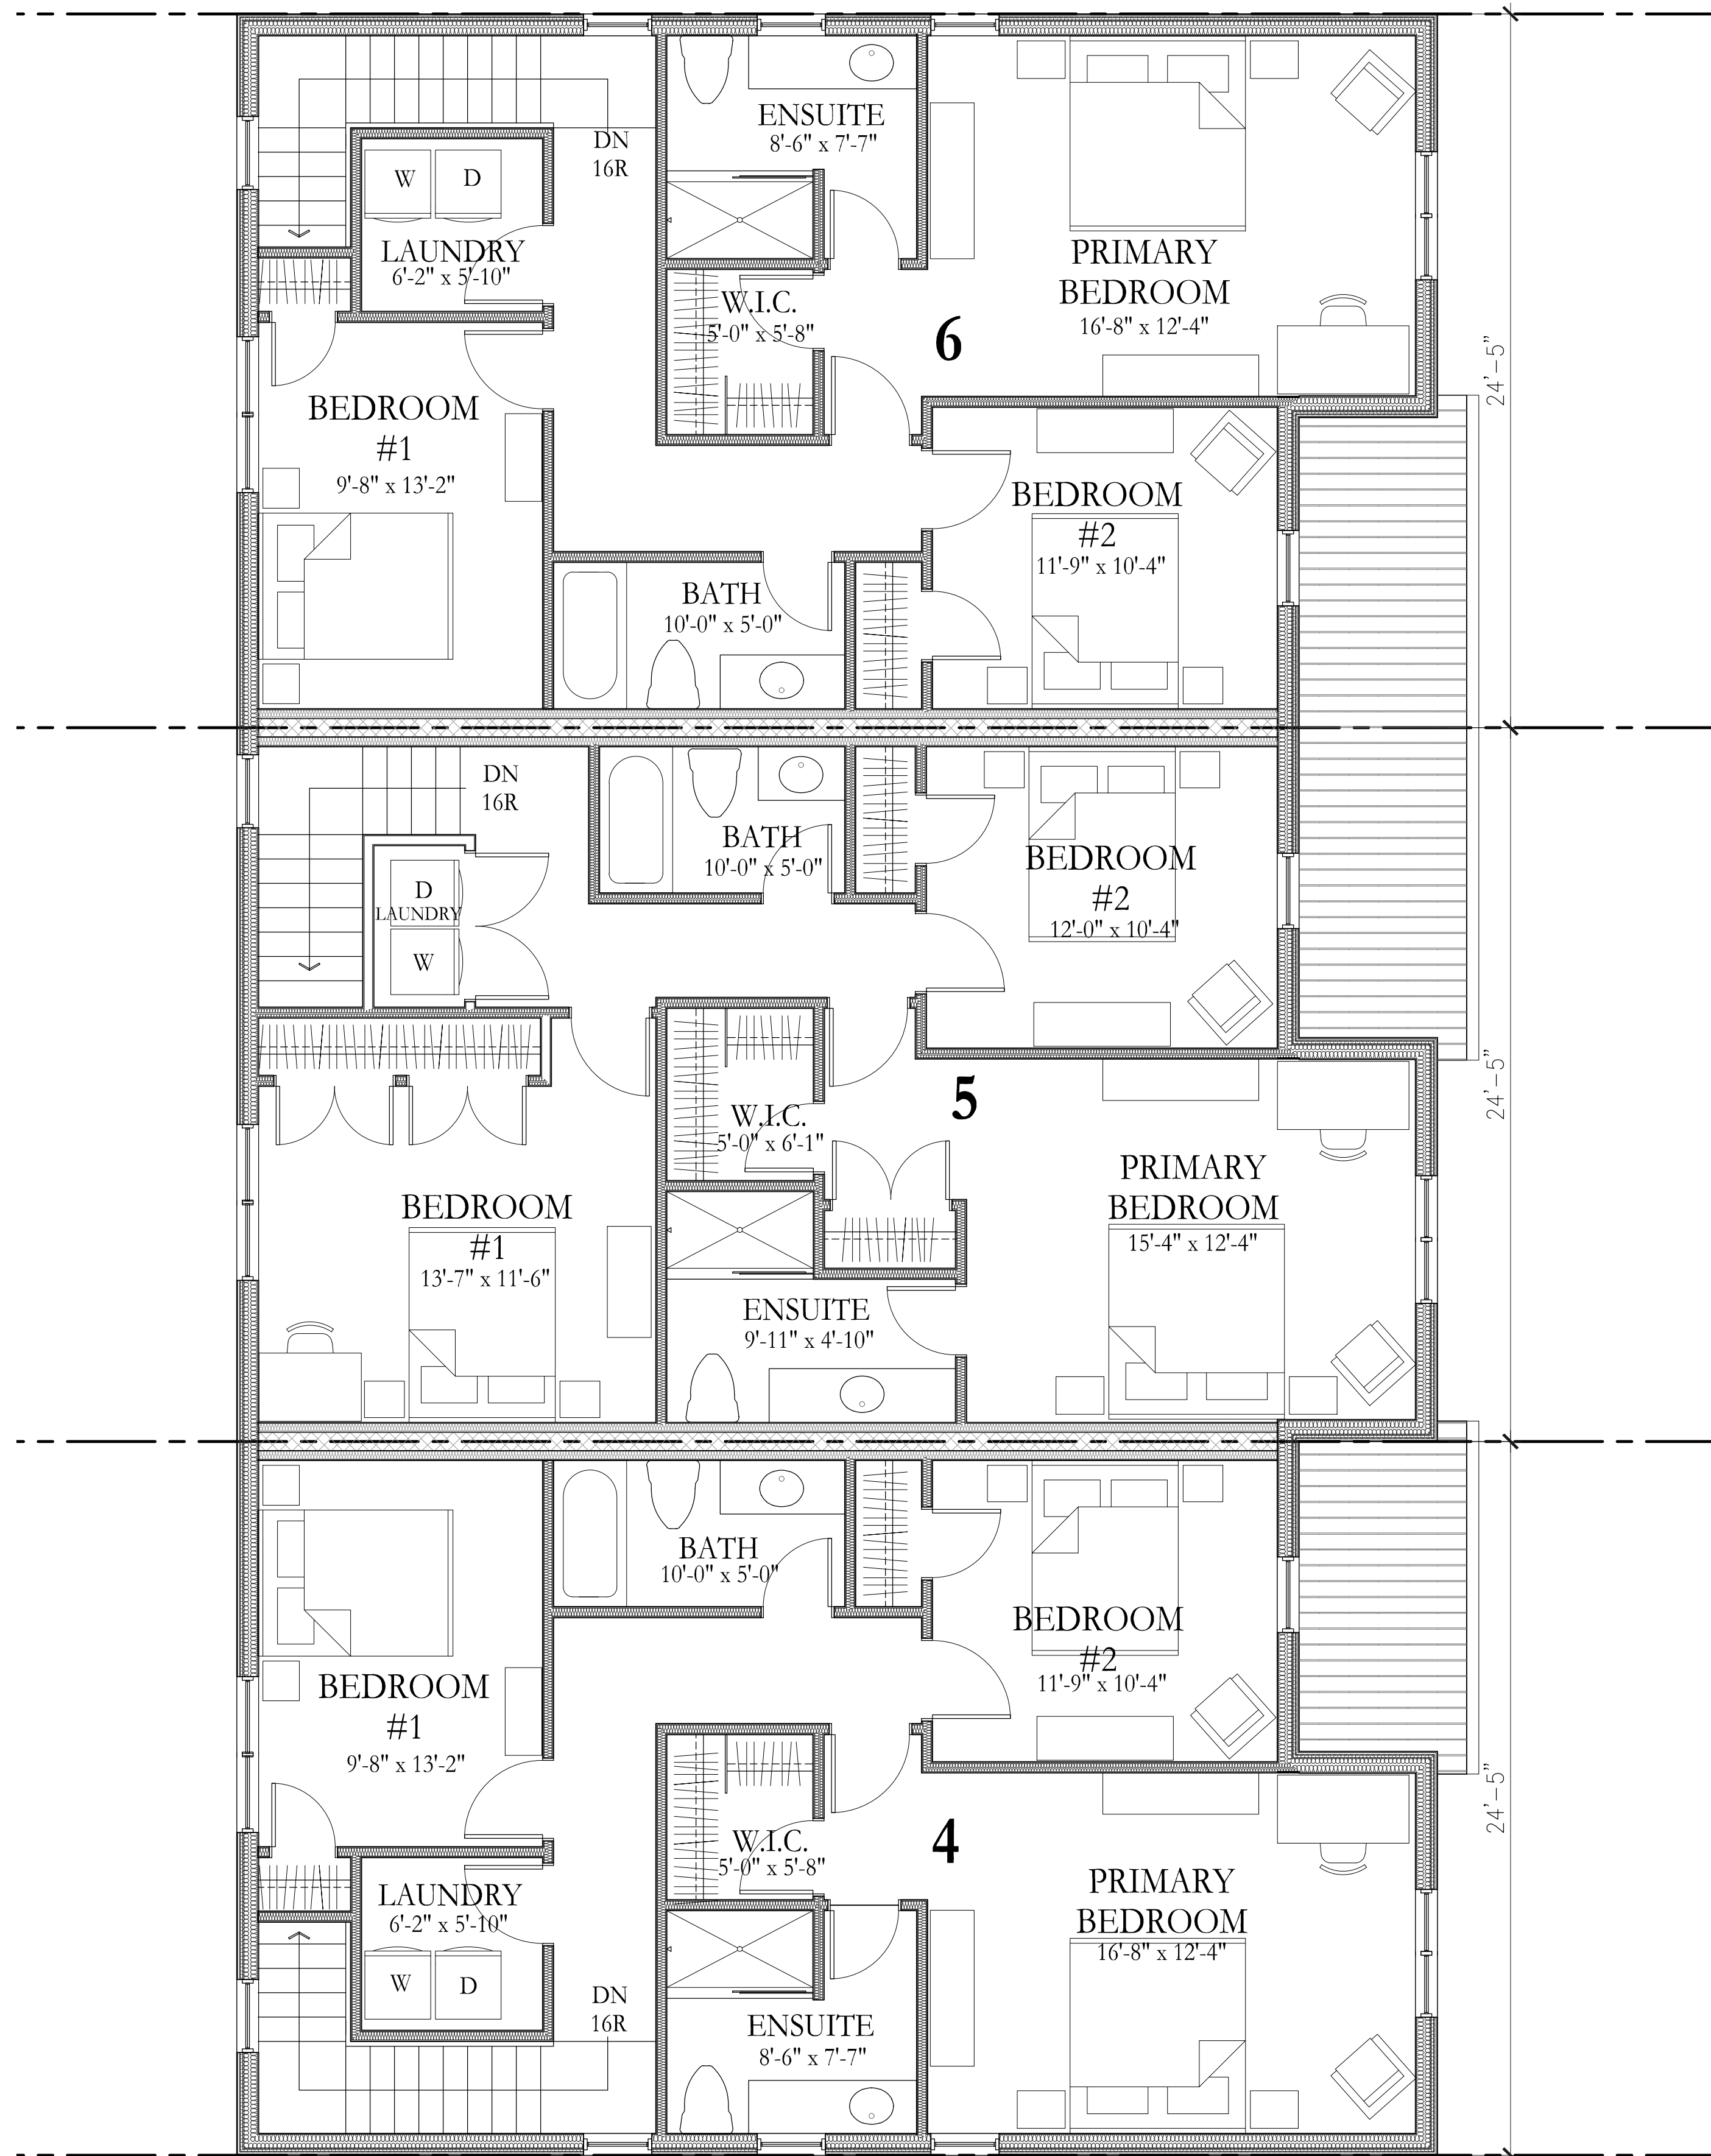 ENSUITE
8'-6" x 7'-7"
DN
16R
W
D
LAUNDRY
6'-2" x 5'-10"
PRIMARY
BEDROOM
16'-8" x 12'-4"
W.I.C.
5'-0" x 5'-8"
6
24'-5"
BEDROOM
#1
9'-8" x 13'-2"
BEDROOM
#2
11'-9" x 10'-4"
BATH
10'-0" x 5'-0"
DN
16R
BATH
10'-0" x 5'-0"
BEDROOM
#2
12'-0" x 10'-4"
D
LAUNDRY
W
5
24'-5"
W.I.C.
5'-0" x 6'-1"
PRIMARY
BEDROOM
15'-4" x 12'-4"
BEDROOM
#1
13'-7" x 11'-6"
ENSUITE
9'-11" x 4'-10"
BATH
10'-0" x 5'-0"
BEDROOM
#2
11'-9" x 10'-4"
BEDROOM
#1
9'-8" x 13'-2"
24'-5"
W.I.C.
5'-0" x 5'-8"
4
PRIMARY
BEDROOM
16'-8" x 12'-4"
LAUNDRY
6'-2" x 5'-10"
W
D
DN
16R
ENSUITE
8'-6" x 7'-7"